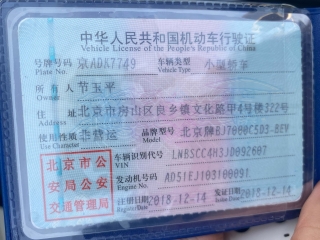 中华人民共和国机动车行驶证
Vehicle License of the People's Republic of China
号牌号码 京ADK7749 车辆类型 小型轿车
Plate No. Vehicle Type
所有人 节玉平
Owner
住址 北京市房山区良乡镇文化路甲4号楼322号
Address
使用性质 非营运 品牌型号 北京牌BJ7000C5D3-BEV
Use Character Model
北京市公 车辆识别代号 LNBSCC4H3JD092607
VIN
安局公安 发动机号码 AD51EJ103100091
Engine No.
交通管理局 注册日期 2018-12-14 发证日期 2018-12-14
Register Date Issue Date